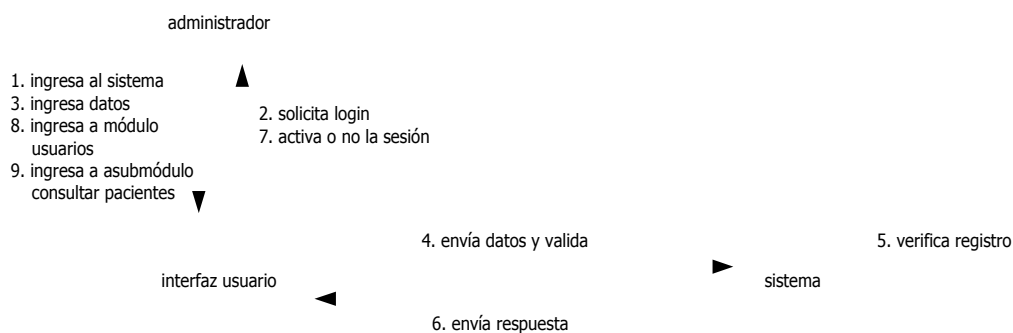 administrador
1. ingresa al sistema
3. ingresa datos
8. ingresa a módulo
usuarios
9. ingresa a asubmódulo
consultar pacientes
2. solicita login
7. activa o no la sesión
4. envía datos y valida
5. verifica registro
interfaz usuario
sistema
6. envía respuesta